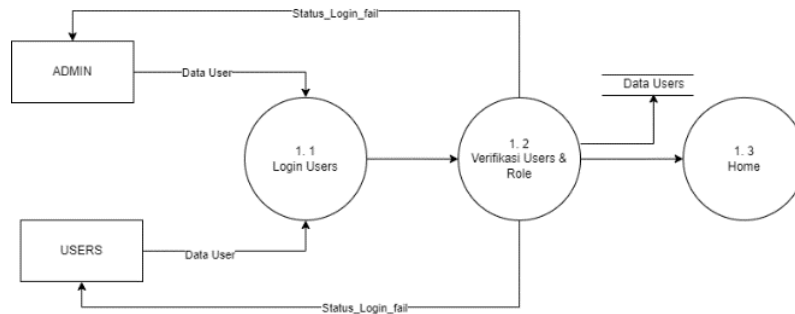 Status_Login_fail
ADMIN
Data User
Data Users
1. 1
Login Users
1. 2
Verifikasi Users &
Role
1. 3
Home
USERS
Data User
Status_Login_fail